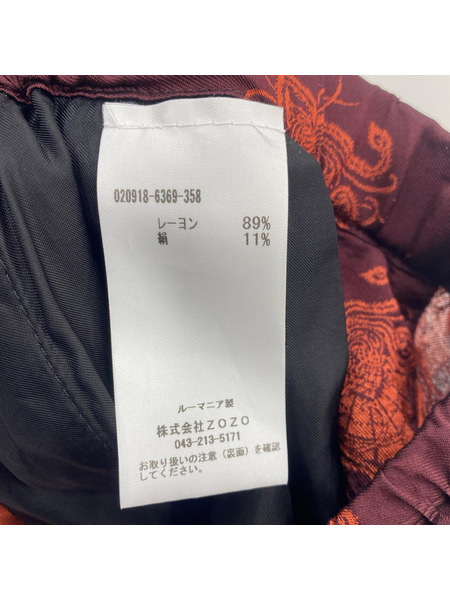 020918-6369-358
レーヨン 89%
絹 11%
ルーマニア製
株式会社ZOZO
043-213-5171
お取り扱いの注意(裏面)を確認
してください。